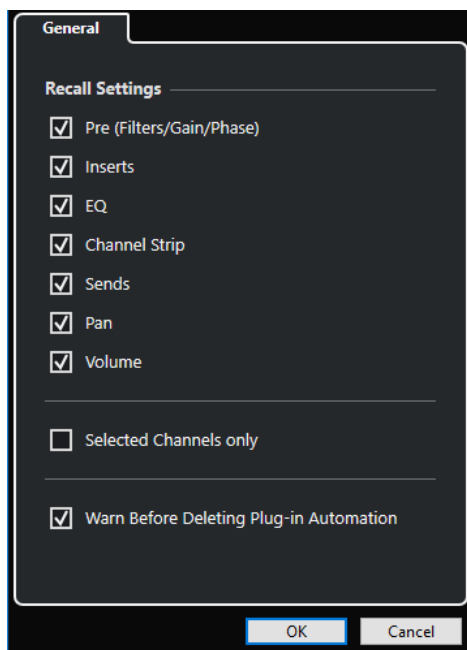 General
Recall Settings
Pre (Filters/Gain/Phase)
Inserts
EQ
Channel Strip
Sends
Pan
Volume
Selected Channels only
Warn Before Deleting Plug-in Automation
OK Cancel